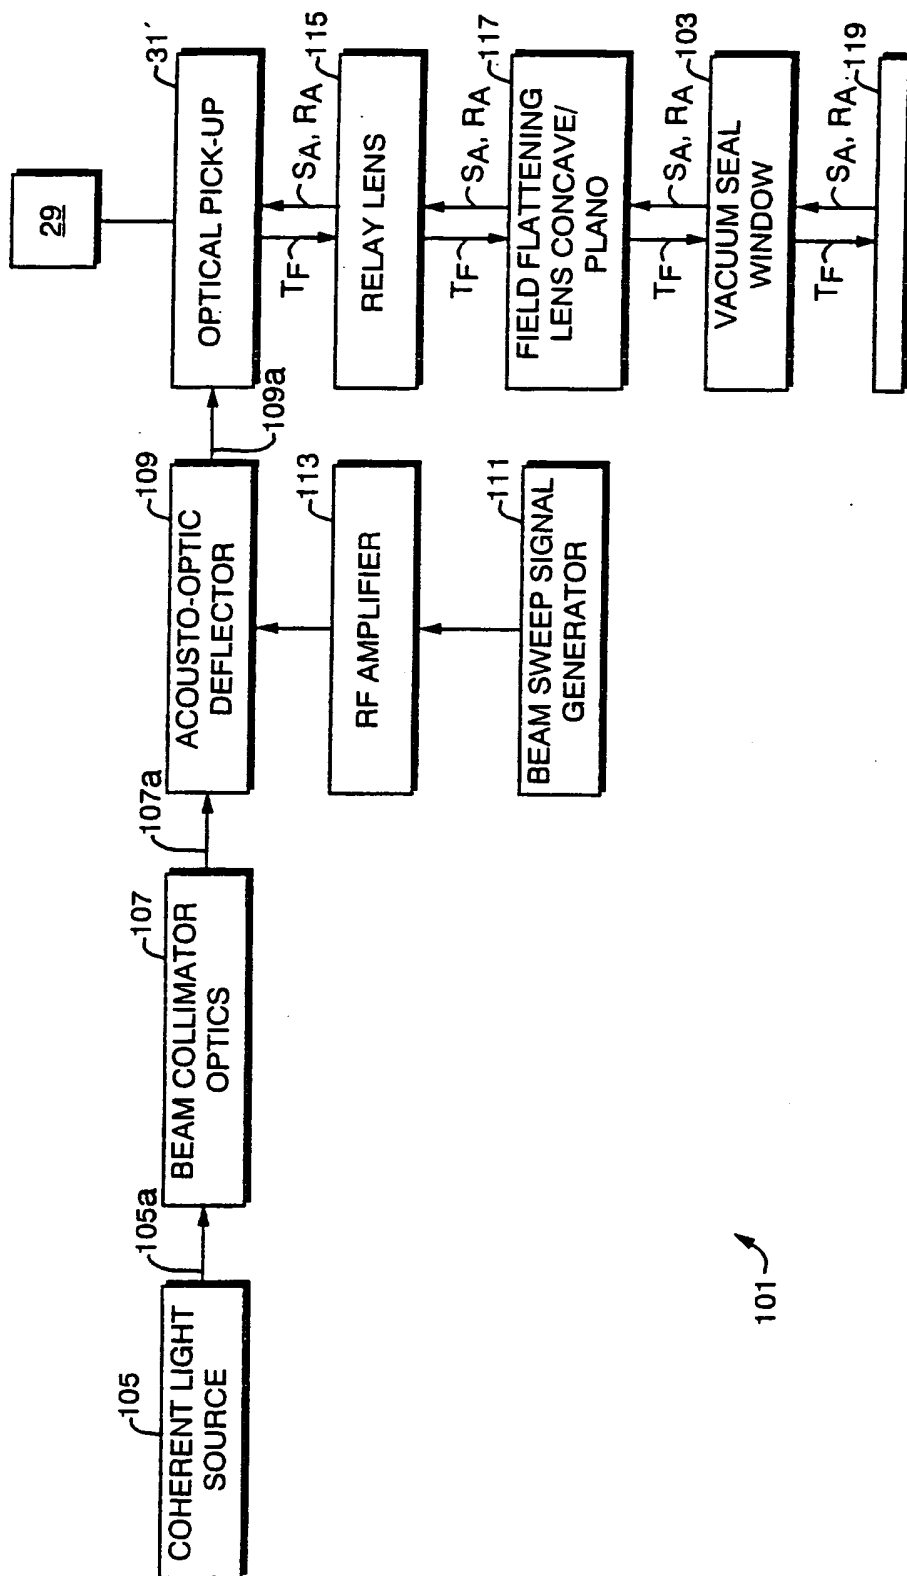 105
COHERENT LIGHT
SOURCE
105a
107
BEAM COLLIMATOR
OPTICS
107a
109
ACOUSTO-OPTIC
DEFLECTOR
109a
29
31′
OPTICAL PICK-UP
113
RF AMPLIFIER
111
BEAM SWEEP SIGNAL
GENERATOR
TF
SA, RA
115
RELAY LENS
TF
SA, RA
117
FIELD FLATTENING
LENS CONCAVE/
PLANO
TF
SA, RA
103
VACUUM SEAL
WINDOW
TF
SA, RA
119
101